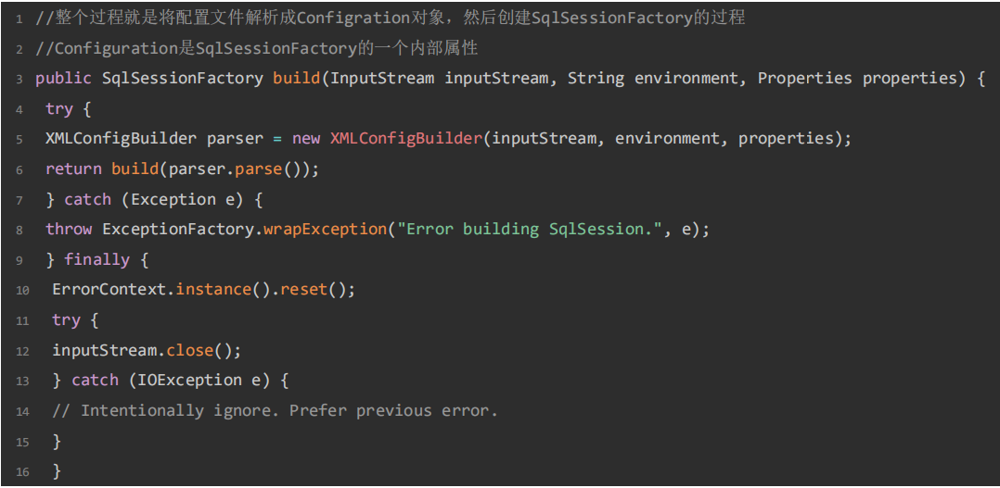 1 //整个过程就是将配置文件解析成Configration对象，然后创建SqlSessionFactory的过程
2 //Configuration是SqlSessionFactory的一个内部属性
3 public SqlSessionFactory build(InputStream inputStream, String environment, Properties properties) {
4 try {
5 XMLConfigBuilder parser = new XMLConfigBuilder(inputStream, environment, properties);
6 return build(parser.parse());
7 } catch (Exception e) {
8 throw ExceptionFactory.wrapException("Error building SqlSession.", e);
9 } finally {
10 ErrorContext.instance().reset();
11 try {
12 inputStream.close();
13 } catch (IOException e) {
14 // Intentionally ignore. Prefer previous error.
15 }
16 }